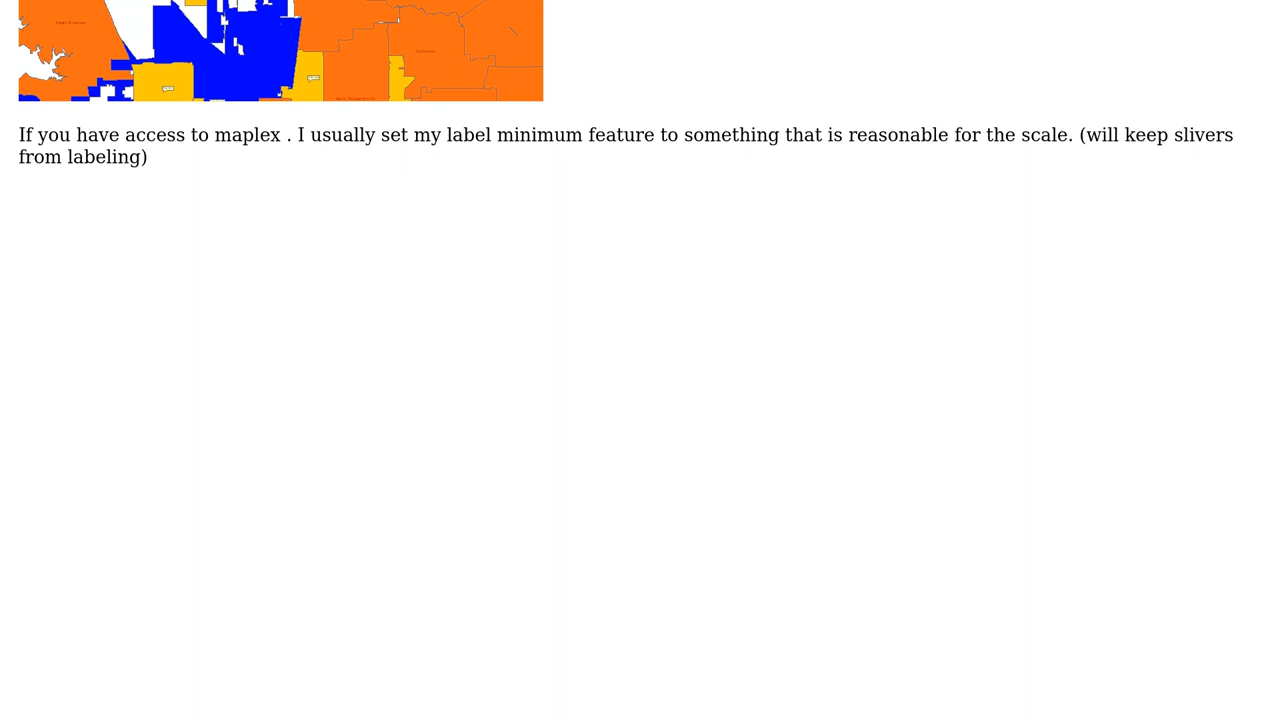 If you have access to maplex . I usually set my label minimum feature to something that is reasonable for the scale. (will keep slivers
from labeling)